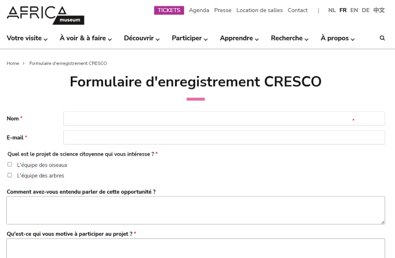 AFRICA
museum
TICKETS Agenda Presse Location de salles Contact | NL FR EN DE 中文
Votre visite À voir & à faire Découvrir Participer Apprendre Recherche À propos
Home › Formulaire d'enregistrement CRESCO
Formulaire d'enregistrement CRESCO
Nom *
E-mail *
Quel est le projet de science citoyenne qui vous intéresse ? *
L'équipe des oiseaux
L'équipe des arbres
Comment avez-vous entendu parler de cette opportunité ?
Qu'est-ce qui vous motive à participer au projet ? *